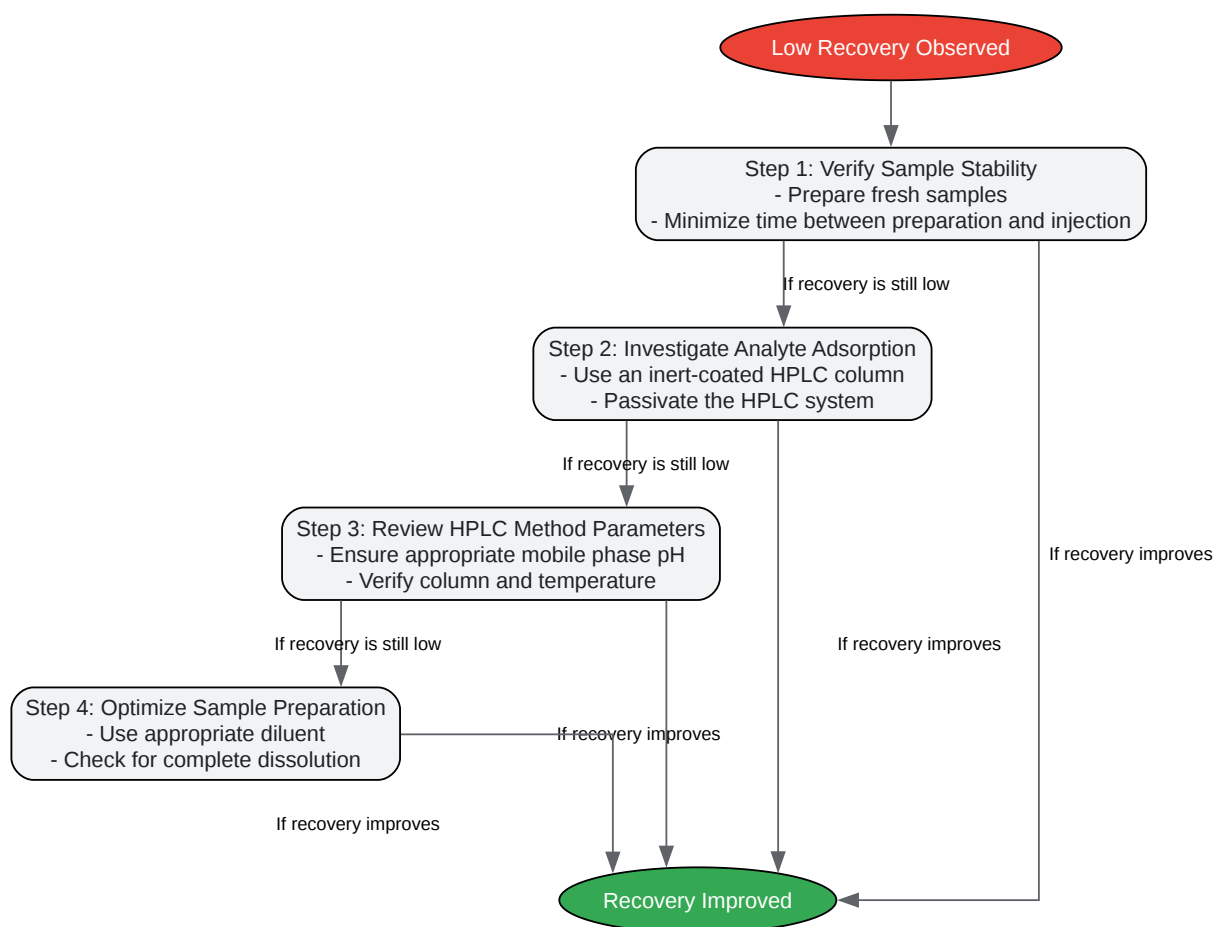 Low Recovery Observed
Step 1: Verify Sample Stability
- Prepare fresh samples
- Minimize time between preparation and injection
If recovery is still low
Step 2: Investigate Analyte Adsorption
- Use an inert-coated HPLC column
- Passivate the HPLC system
If recovery is still low
Step 3: Review HPLC Method Parameters
- Ensure appropriate mobile phase pH
- Verify column and temperature
If recovery improves
If recovery is still low
If recovery improves
Step 4: Optimize Sample Preparation
- Use appropriate diluent
- Check for complete dissolution
If recovery improves
If recovery improves
Recovery Improved